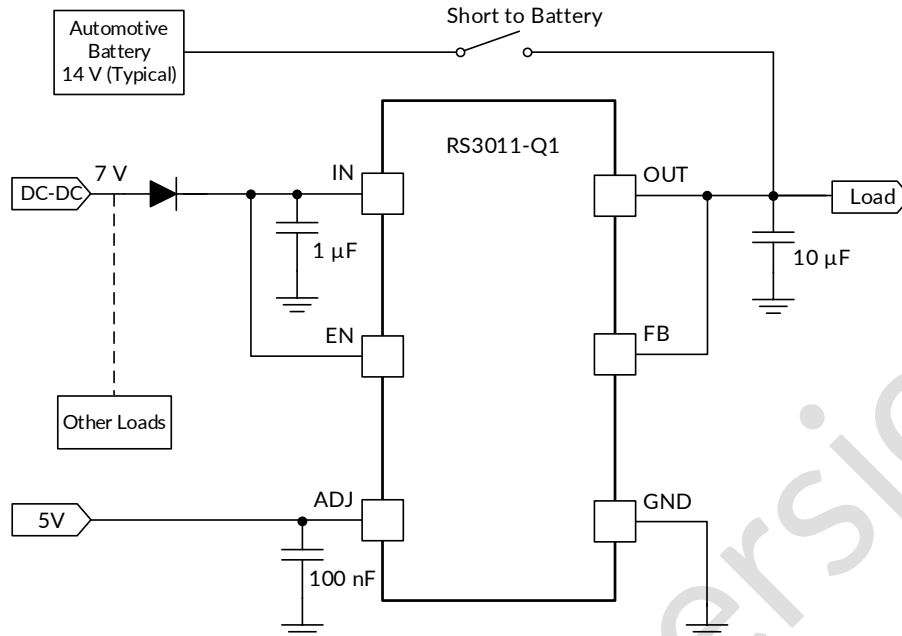 Short to Battery
Automotive
Battery
14 V (Typical)
RS3011-Q1
7 V
IN
OUT
DC-DC
Load
1 µF
10 µF
EN
FB
Other Loads
ADJ
GND
5V
100 nF